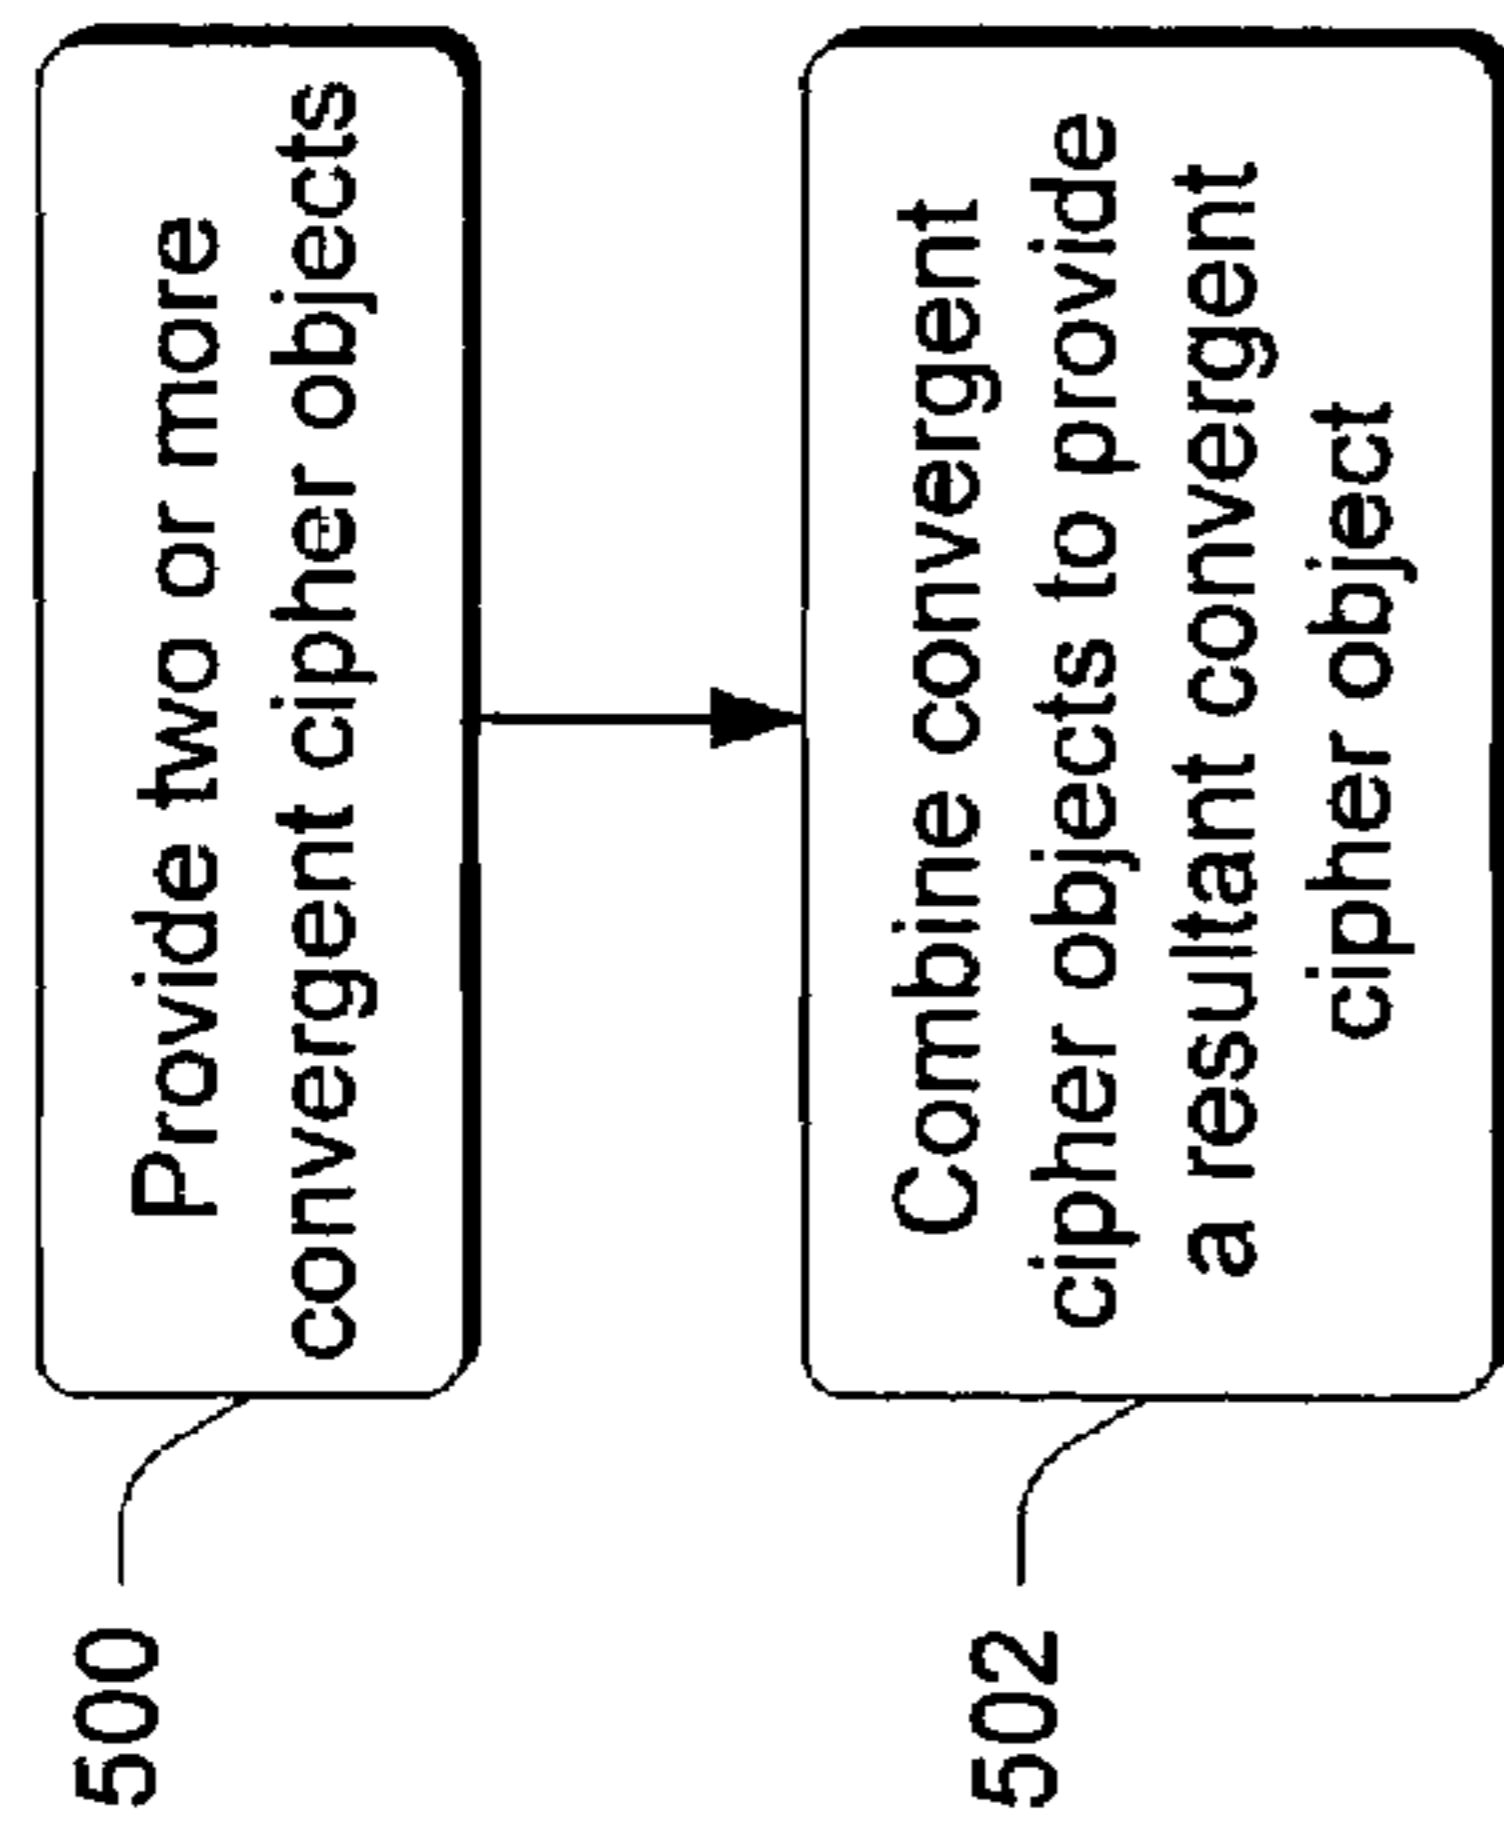 500
Provide two or more
convergent cipher objects
502
Combine convergent
cipher objects to provide
a resultant convergent
cipher object